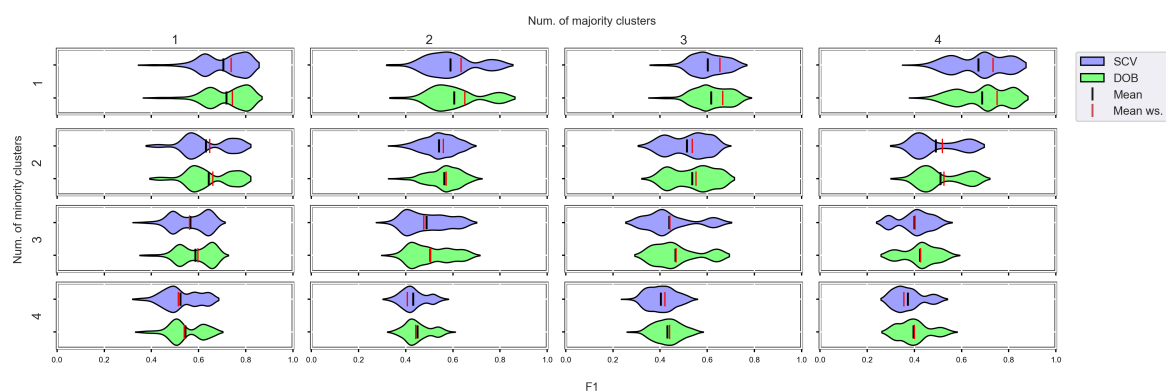 Num. of majority clusters
1 2 3 4
SCV
DOB
Mean
Mean ws.
Num. of minority clusters
1
2
3
4
0.0 0.2 0.4 0.6 0.8 1.0 0.0 0.2 0.4 0.6 0.8 1.0 0.0 0.2 0.4 0.6 0.8 1.0 0.0 0.2 0.4 0.6 0.8 1.0
F1